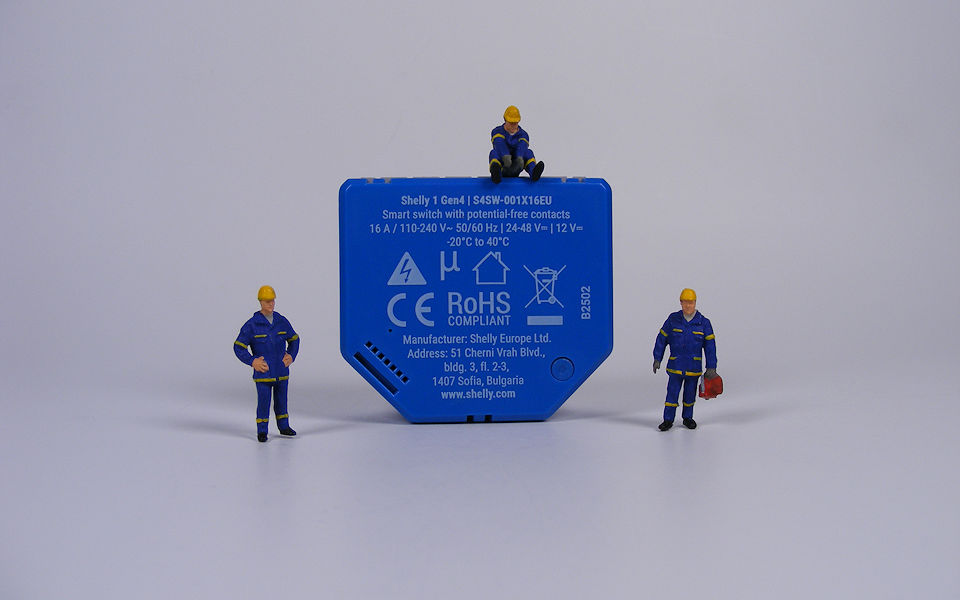 Shelly 1 Gen4 | S4SW-001X16EU
Smart switch with potential-free contacts
16 A / 110-240 V~ 50/60 Hz | 24-48 V⎓ | 12 V⎓
-20°C to 40°C
µ
CE
RoHS
COMPLIANT
B2502
Manufacturer: Shelly Europe Ltd.
Address: 51 Cherni Vrah Blvd.,
bldg. 3, fl. 2-3,
1407 Sofia, Bulgaria
www.shelly.com